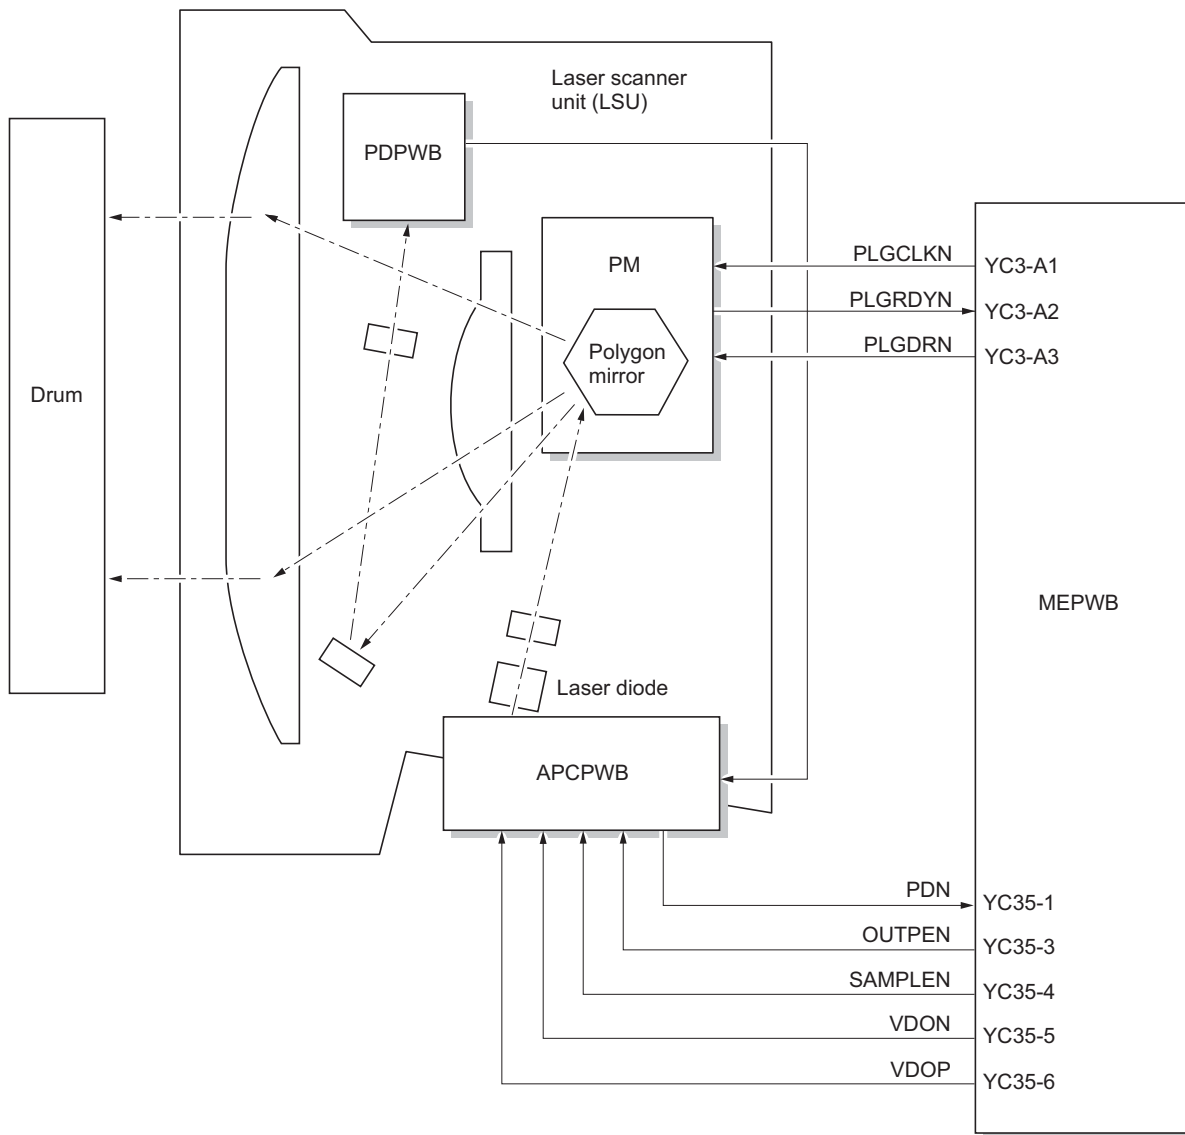 Laser scanner
unit (LSU)
PDPWB
PM
PLGCLKN
YC3-A1
PLGRDYN
YC3-A2
PLGDRN
YC3-A3
Polygon
mirror
Drum
MEPWB
Laser diode
APCPWB
PDN
YC35-1
OUTPEN
YC35-3
SAMPLEN
YC35-4
VDON
YC35-5
VDOP
YC35-6